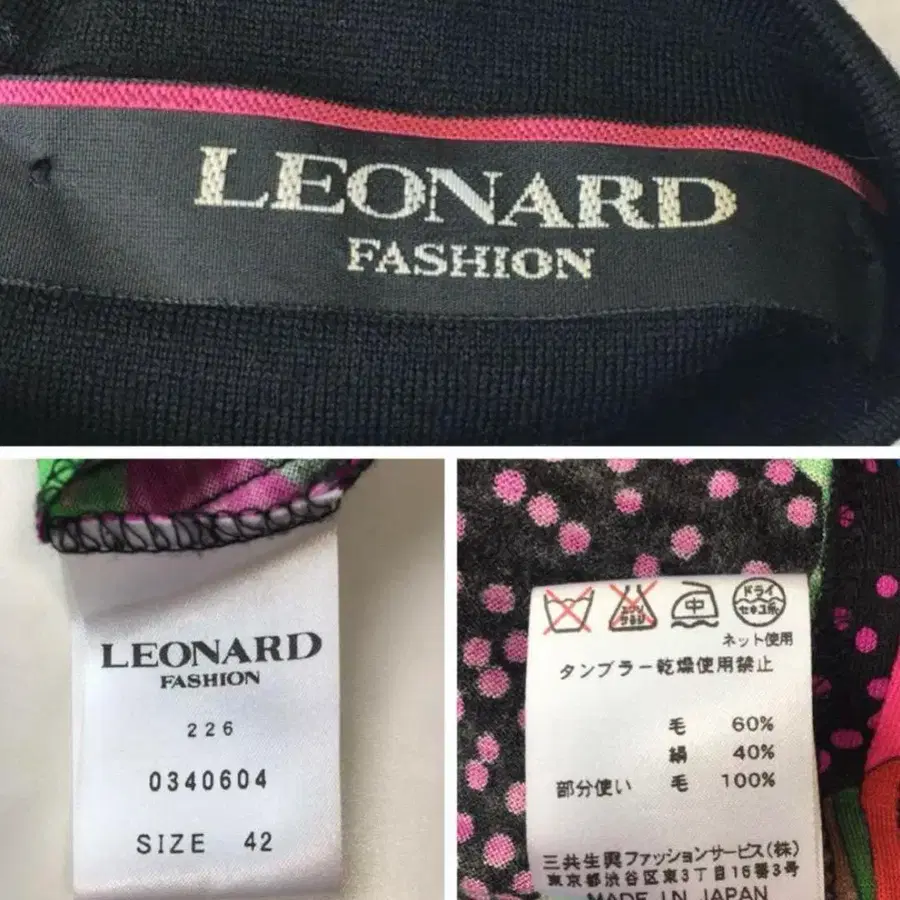 LEONARD
FASHION
LEONARD
FASHION
226
0340604
SIZE 42
エンソ
サラシ
中
ドライ
セキユ系
ネット使用
タンブラー乾燥使用禁止
毛 60%
絹 40%
部分使い 毛 100%
三共生興ファッションサービス(株)
東京都渋谷区東3丁目16番3号
MADE IN JAPAN